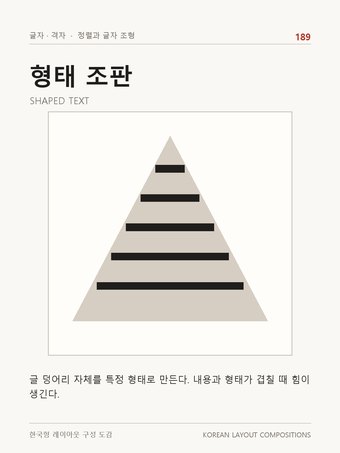 글자 · 격자 · 정렬과 글자 조형
189
형태 조판
SHAPED TEXT
글 덩어리 자체를 특정 형태로 만든다. 내용과 형태가 겹칠 때 힘이
생긴다.
한국형 레이아웃 구성 도감
KOREAN LAYOUT COMPOSITIONS